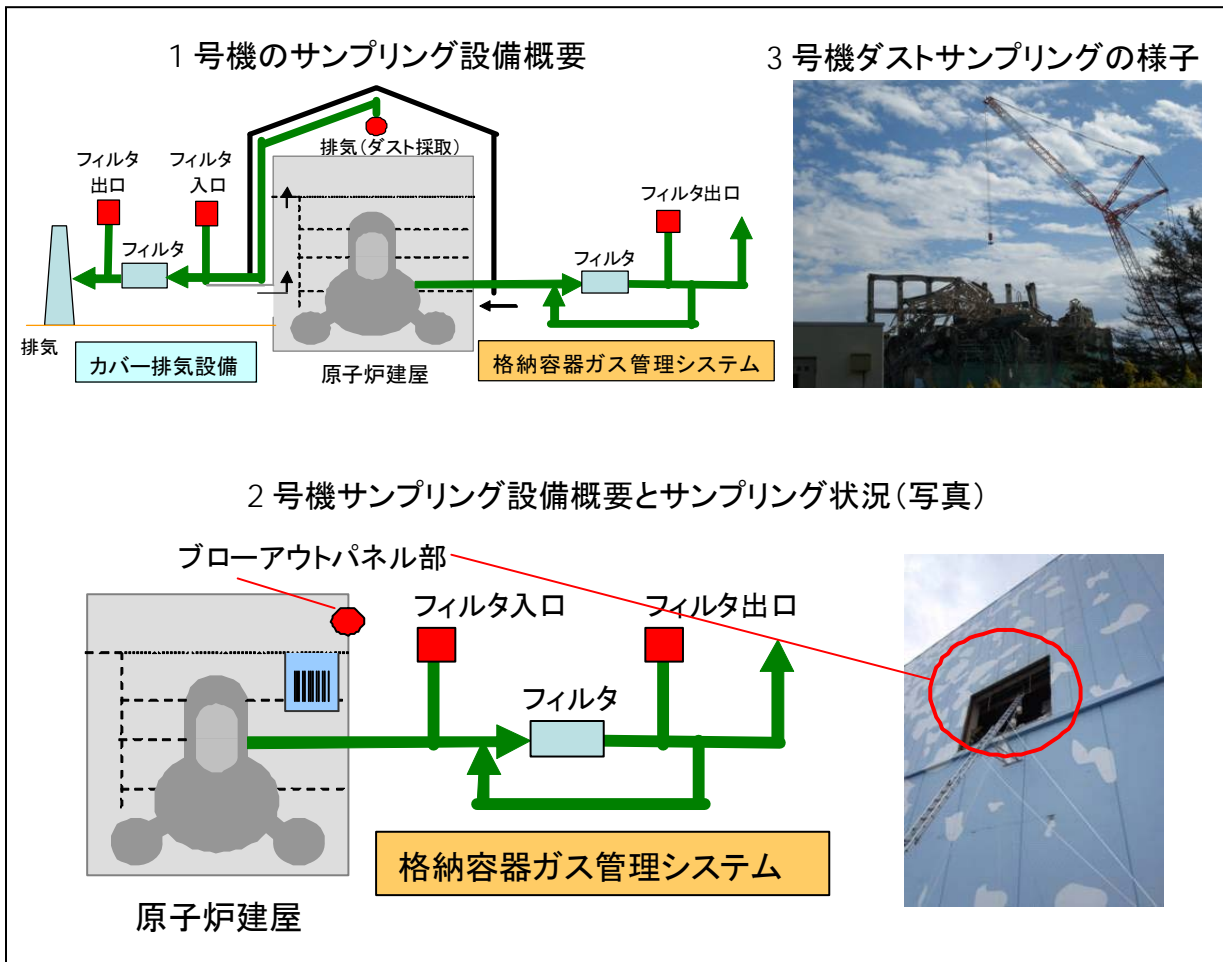 1号機のサンプリング設備概要
3号機ダストサンプリングの様子
排気(ダスト採取)
フィルタ
出口
フィルタ
入口
フィルタ
フィルタ出口
フィルタ
排気
カバー排気設備
原子炉建屋
格納容器ガス管理システム
2号機サンプリング設備概要とサンプリング状況(写真)
ブローアウトパネル部
フィルタ入口
フィルタ出口
フィルタ
格納容器ガス管理システム
原子炉建屋